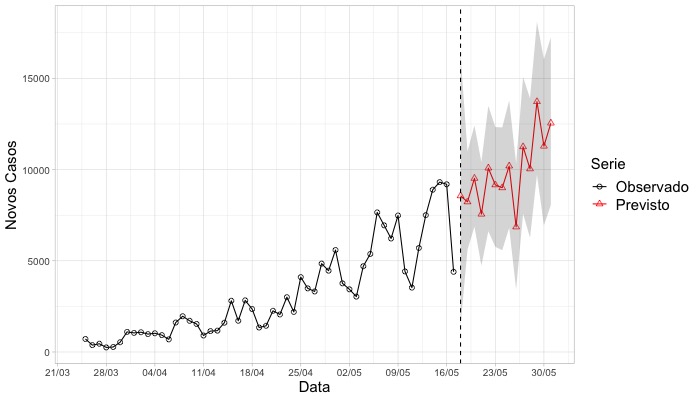 Novos Casos
15000
10000
5000
0
21/03 28/03 04/04 11/04 18/04 25/04 02/05 09/05 16/05 23/05 30/05
Data
Serie
Observado
Previsto